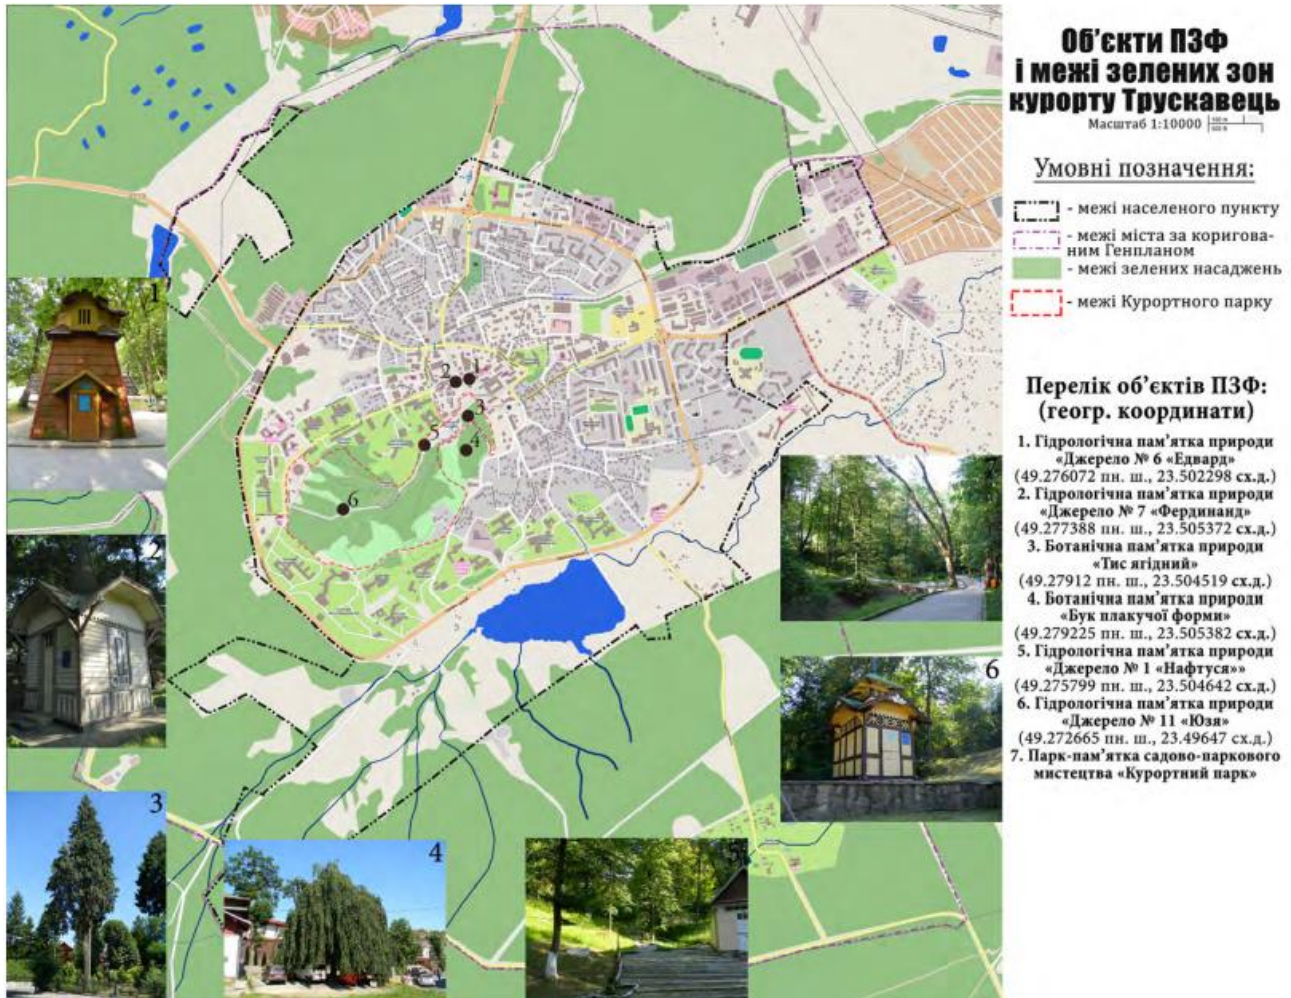 Об’єкти ПЗФ
і межі зелених зон
курорту Трускавець
Масштаб 1:10000
Умовні позначення:
- межі населеного пункту
- межі міста за коригова-
ним Генпланом
- межі зелених насаджень
- межі Курортного парку
Перелік об’єктів ПЗФ:
(геогр. координати)
1. Гідрологічна пам’ятка природи
«Джерело № 6 «Едвард»
(49.276072 пн. ш., 23.502298 сх.д.)
2. Гідрологічна пам’ятка природи
«Джерело № 7 «Фердинанд»
(49.277388 пн. ш., 23.505372 сх.д.)
3. Ботанічна пам’ятка природи
«Тис ягідний»
(49.27912 пн. ш., 23.504519 сх.д.)
4. Ботанічна пам’ятка природи
«Бук плакучої форми»
(49.279225 пн. ш., 23.505382 сх.д.)
5. Гідрологічна пам’ятка природи
«Джерело № 1 «Нафтуся»»
(49.275799 пн. ш., 23.504642 сх.д.)
6. Гідрологічна пам’ятка природи
«Джерело № 11 «Юзя»
(49.272665 пн. ш., 23.49647 сх.д.)
7. Парк-пам’ятка садово-паркового
мистецтва «Курортний парк»
1
2
3
4
5
6
7
2
1
3
4
5
6